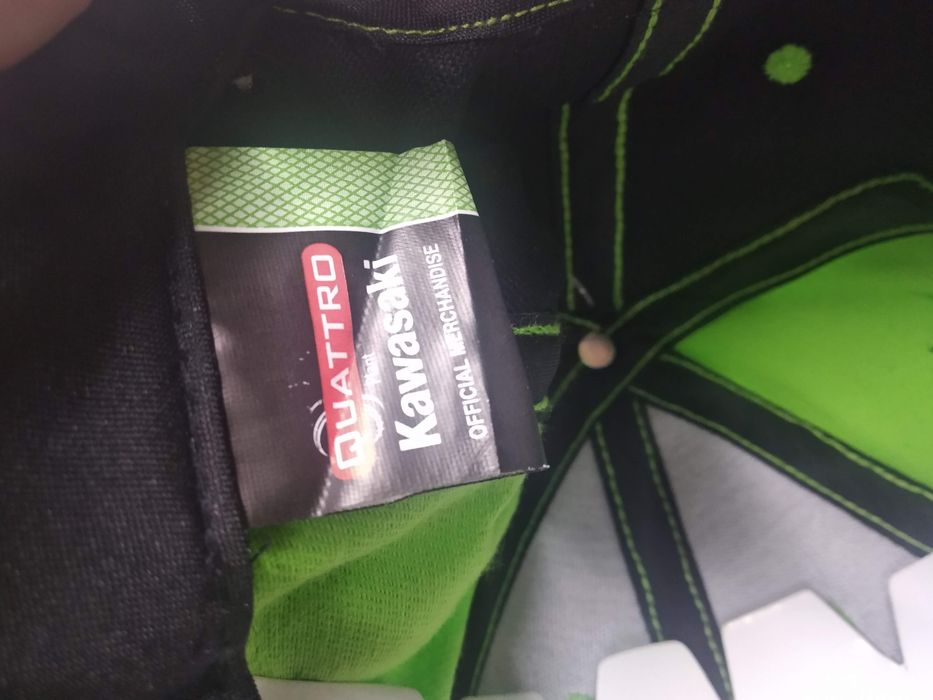 QUATTRO
Kawasaki
OFFICIAL MERCHANDISE